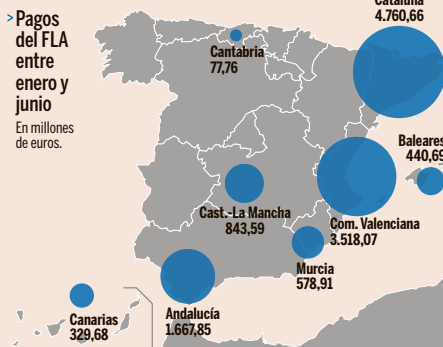 > Pagos
del FLA
entre
enero y
junio
En millones
de euros.
Cataluña
4.760,66
Cantabria
77,76
Baleares
440,69
Cast.-La Mancha
843,59
Com. Valenciana
3.518,07
Murcia
578,91
Andalucía
1.667,85
Canarias
329,68